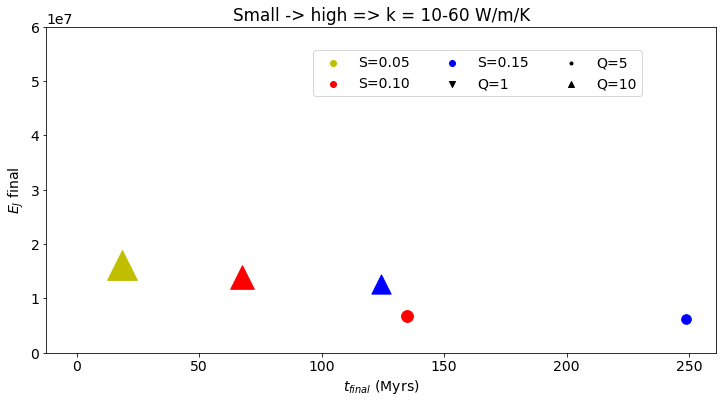 Small -> high => k = 10-60 W/m/K
1e7
S=0.05 S=0.15 Q=5
S=0.10 Q=1 Q=10
6
5
4
3
2
1
0
E_J final
0 50 100 150 200 250
t_final (Myrs)